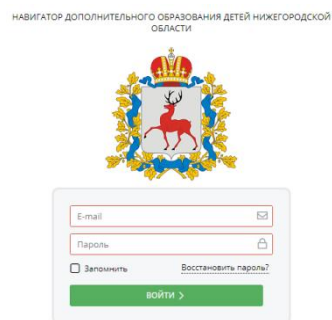 НАВИГАТОР ДОПОЛНИТЕЛЬНОГО ОБРАЗОВАНИЯ ДЕТЕЙ НИЖЕГОРОДСКОЙ
ОБЛАСТИ
E-mail
Пароль
Запомнить Восстановить пароль?
ВОЙТИ >